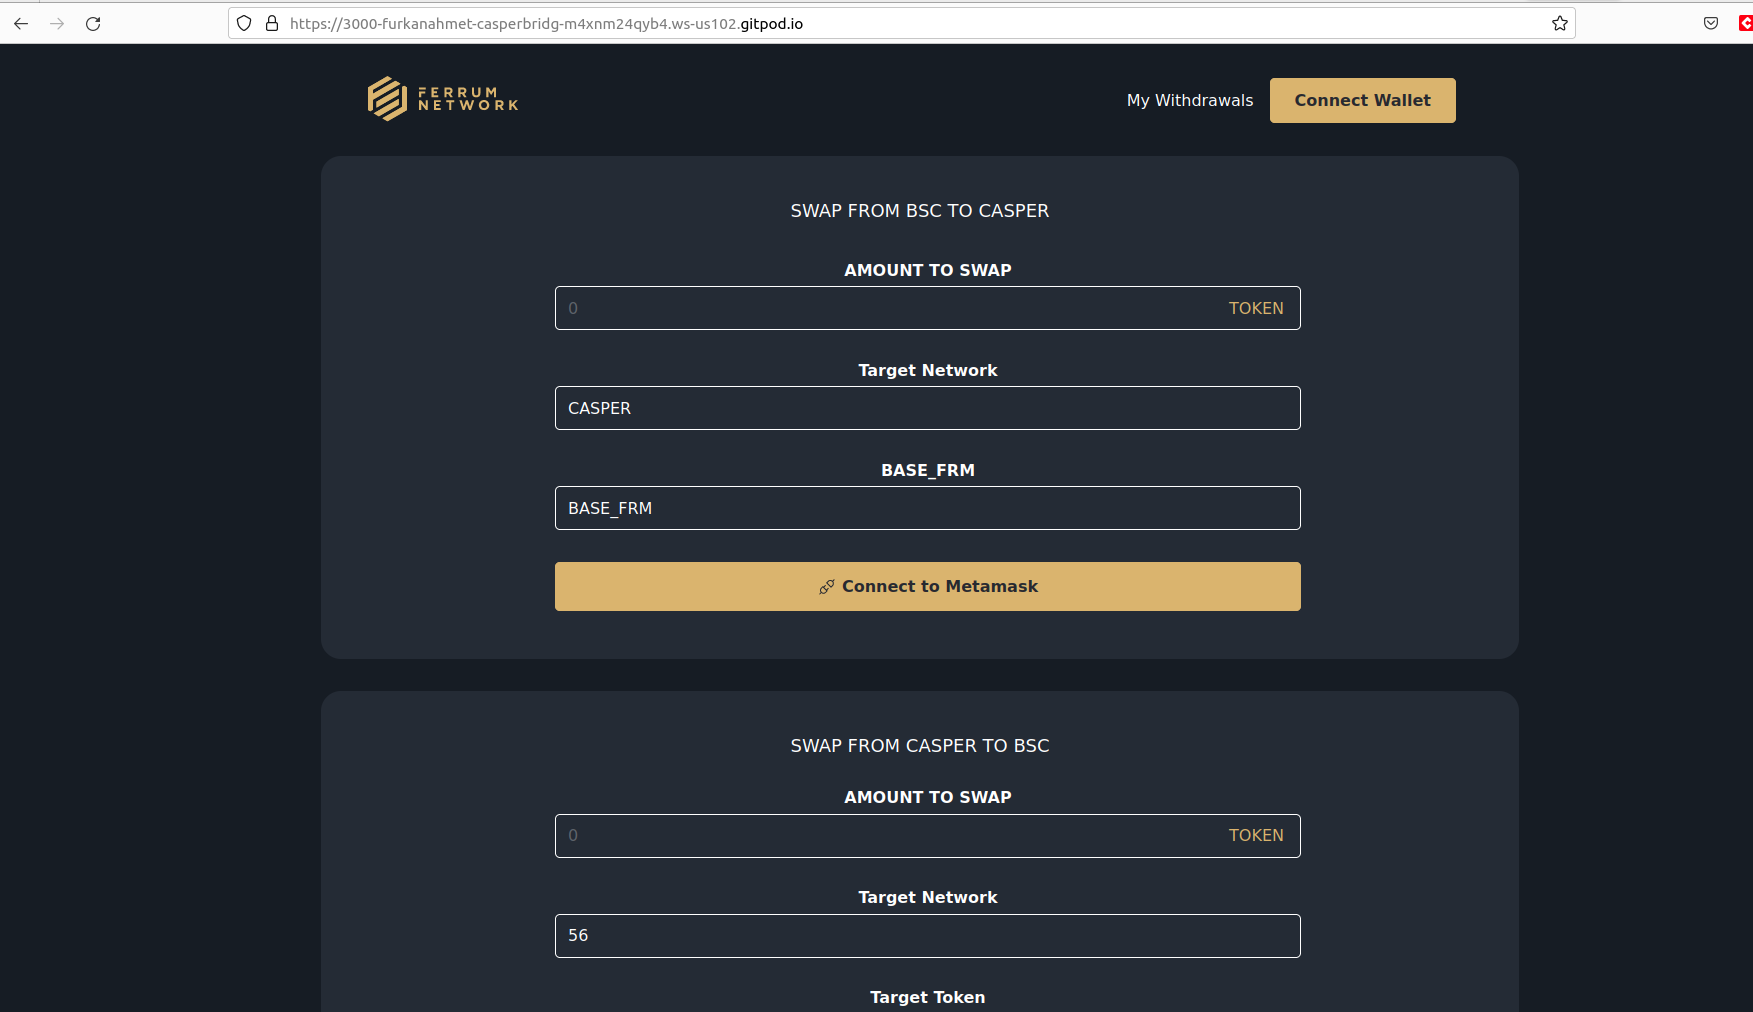 https://3000-furkanahmet-casperbridg-m4xnm24qyb4.ws-us102.gitpod.io
FERRUM
NETWORK
My Withdrawals
Connect Wallet
SWAP FROM BSC TO CASPER
AMOUNT TO SWAP
0 TOKEN
Target Network
CASPER
BASE_FRM
BASE_FRM
Connect to Metamask
SWAP FROM CASPER TO BSC
AMOUNT TO SWAP
0 TOKEN
Target Network
56
Target Token